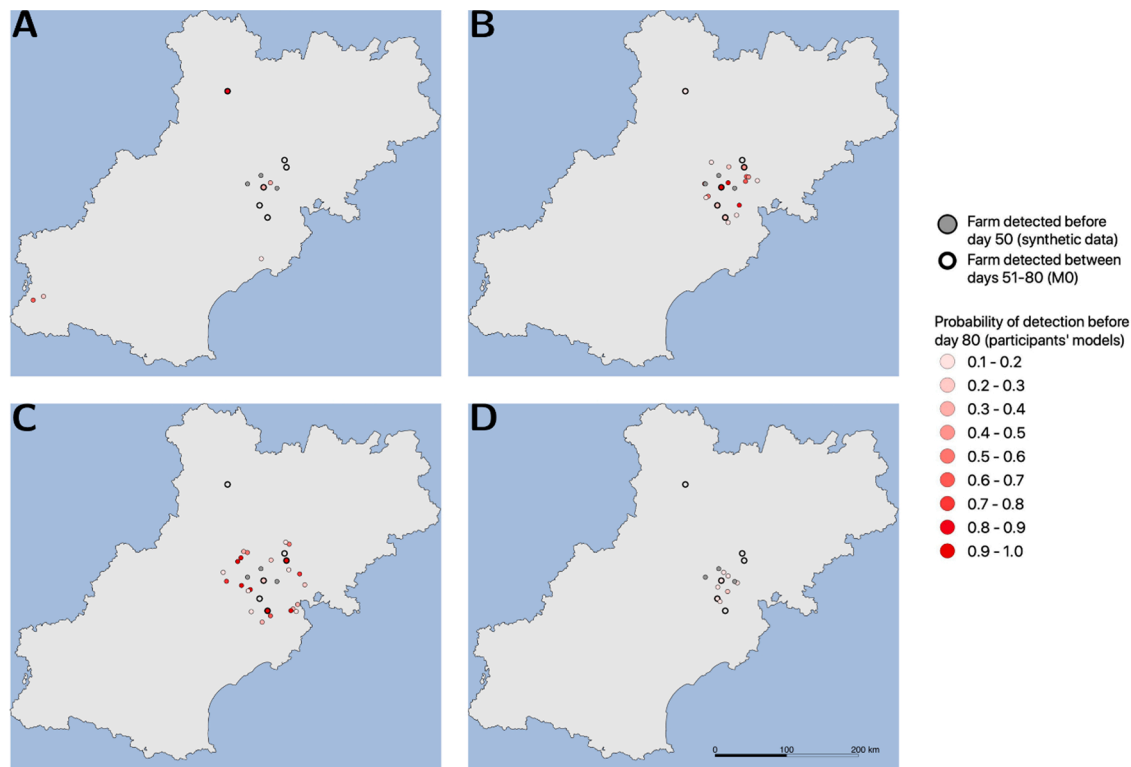 A
B
C
D
0 100 200 km
Farm detected before
day 50 (synthetic data)
Farm detected between
days 51-80 (M0)
Probability of detection before
day 80 (participants' models)
0.1 - 0.2
0.2 - 0.3
0.3 - 0.4
0.4 - 0.5
0.5 - 0.6
0.6 - 0.7
0.7 - 0.8
0.8 - 0.9
0.9 - 1.0